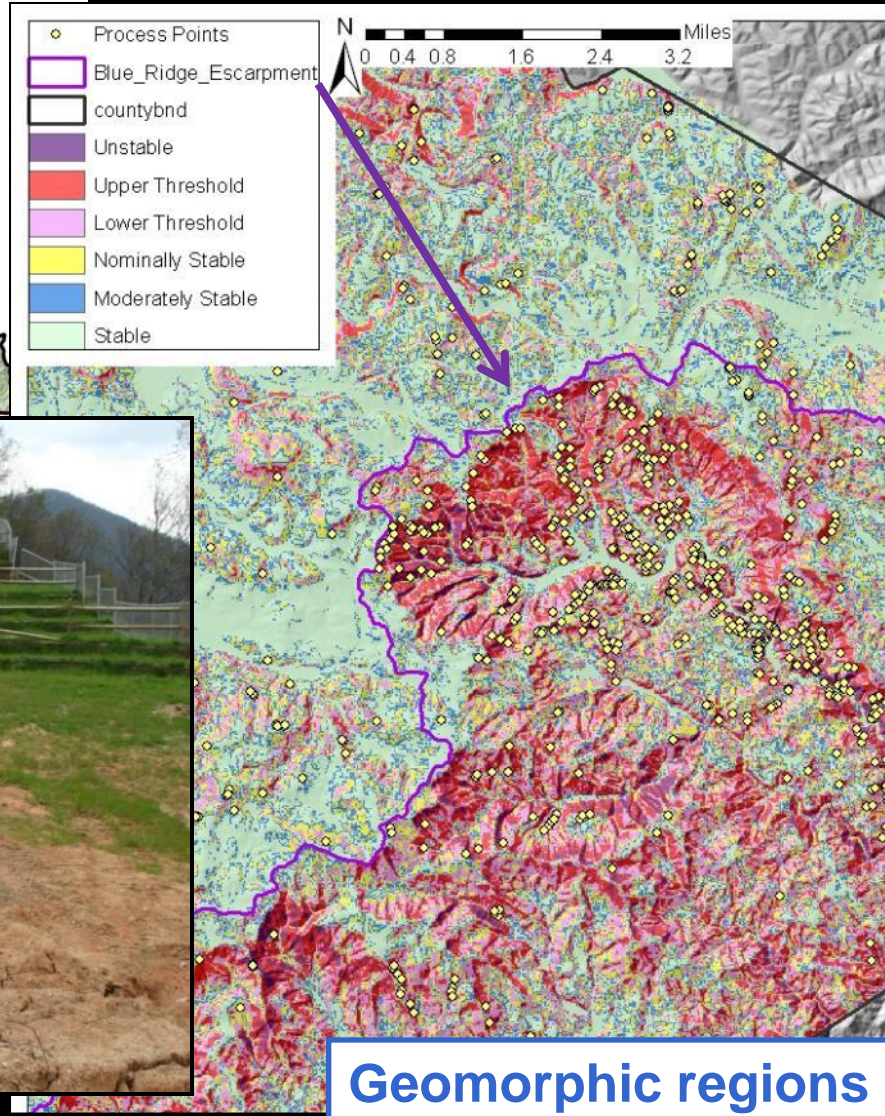 Process Points
Blue_Ridge_Escarpment
countybnd
Unstable
Upper Threshold
Lower Threshold
Nominally Stable
Moderately Stable
Stable
N
Miles
0 0.4 0.8 1.6 2.4 3.2
Geomorphic regions